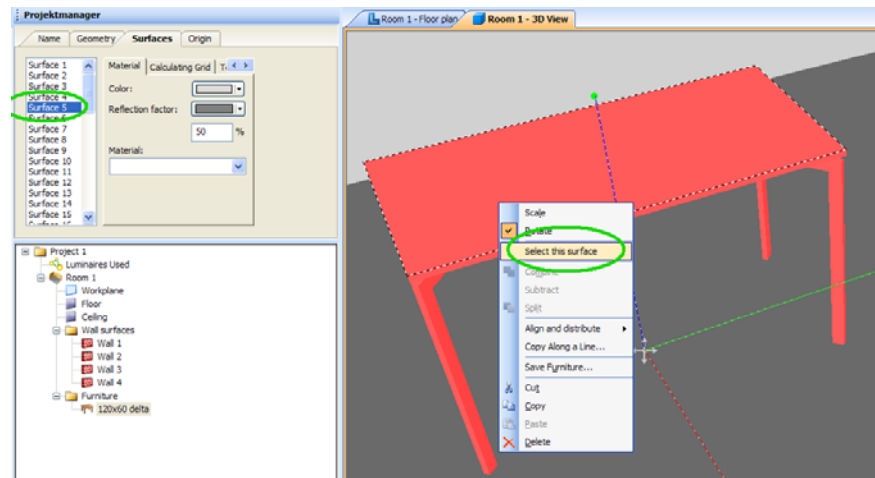 Projektmanager
Name Geometry Surfaces Origin
Surface 1
Surface 2
Surface 3
Surface 4
Surface 5
Surface 6
Surface 7
Surface 8
Surface 9
Surface 10
Surface 11
Surface 12
Surface 13
Surface 14
Surface 15
Material Calculating Grid
Color:
Reflection factor:
50 %
Material:
Project 1
Luminaires Used
Room 1
Workplane
Floor
Ceiling
Wall surfaces
Wall 1
Wall 2
Wall 3
Wall 4
Furniture
120x60 delta
Room 1 - Floor plan Room 1 - 3D View
Scale
Rotate
Select this surface
Combine
Subtract
Split
Align and distribute
Copy Along a Line...
Save Furniture...
Cut
Copy
Paste
Delete